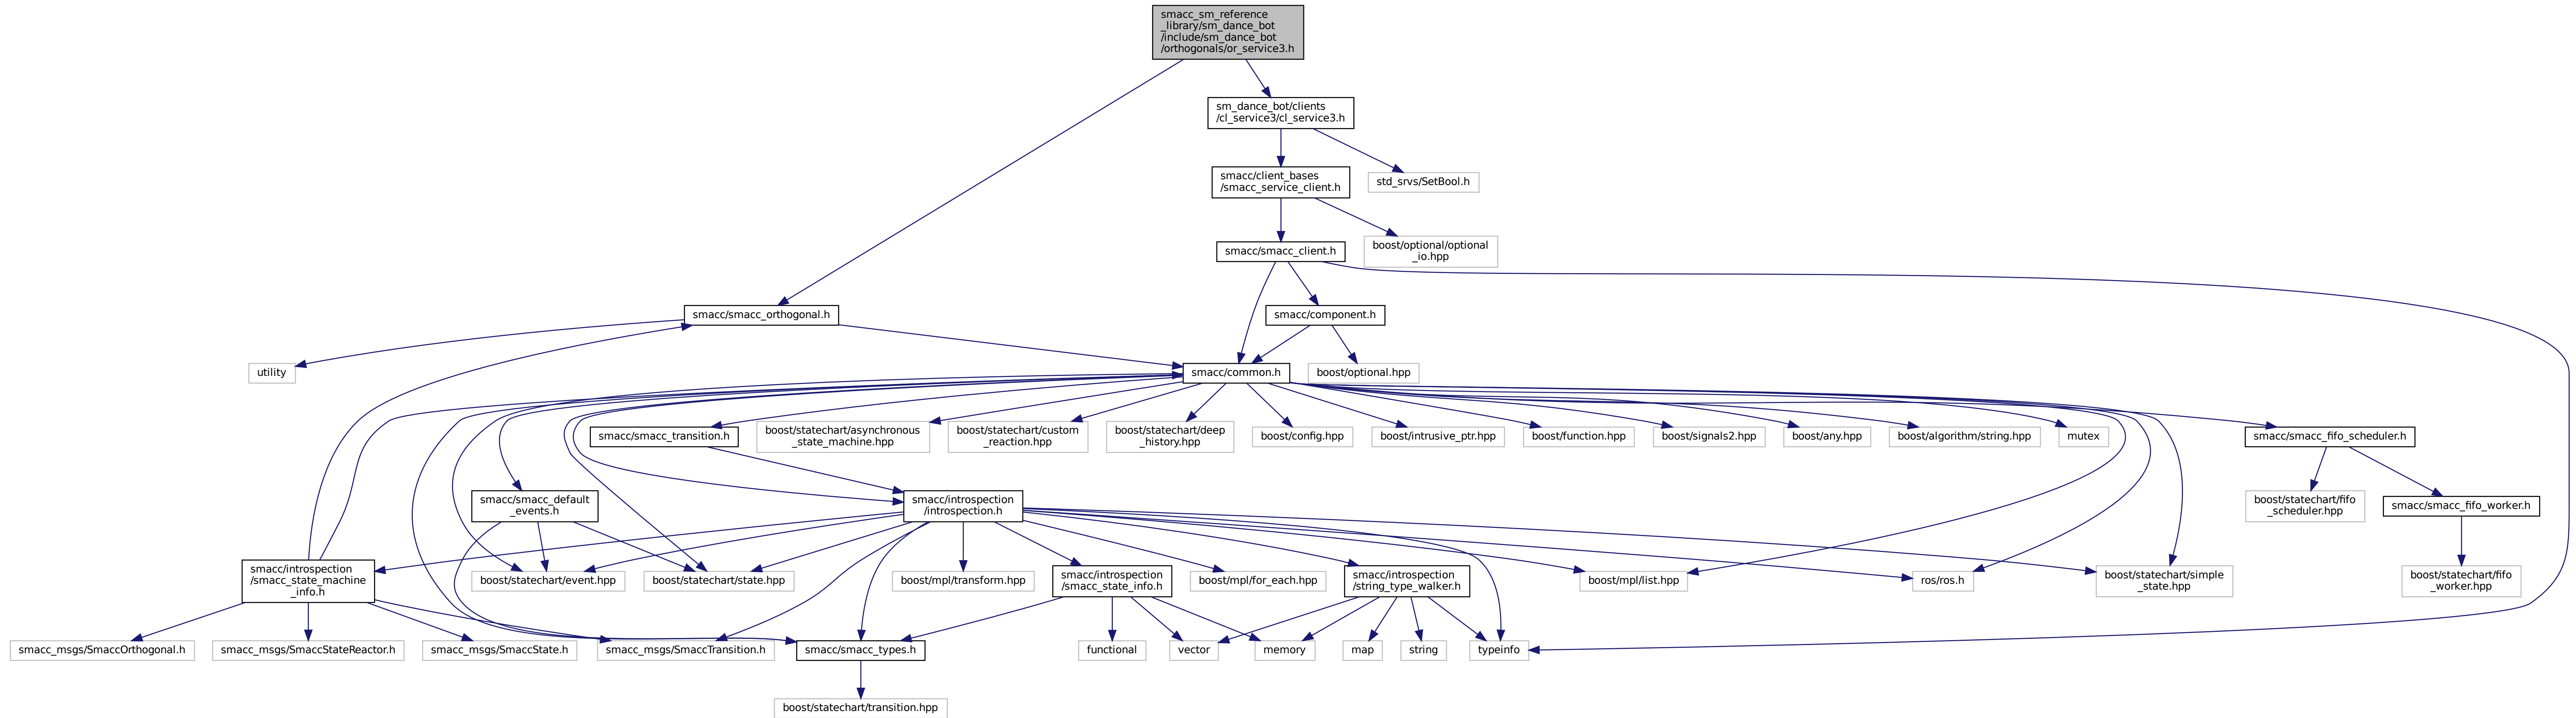 smacc_sm_reference
_library/sm_dance_bot
/include/sm_dance_bot
/orthogonals/or_service3.h
sm_dance_bot/clients
/cl_service3/cl_service3.h
smacc/client_bases
/smacc_service_client.h
std_srvs/SetBool.h
smacc/smacc_client.h
boost/optional/optional
_io.hpp
smacc/smacc_orthogonal.h
smacc/component.h
utility
smacc/common.h
boost/optional.hpp
smacc/smacc_transition.h
boost/statechart/asynchronous
_state_machine.hpp
boost/statechart/custom
_reaction.hpp
boost/statechart/deep
_history.hpp
boost/config.hpp
boost/intrusive_ptr.hpp
boost/function.hpp
boost/signals2.hpp
boost/any.hpp
boost/algorithm/string.hpp
mutex
smacc/smacc_fifo_scheduler.h
smacc/smacc_default
_events.h
smacc/introspection
/introspection.h
boost/statechart/fifo
_scheduler.hpp
smacc/smacc_fifo_worker.h
smacc/introspection
/smacc_state_machine
_info.h
boost/statechart/event.hpp
boost/statechart/state.hpp
boost/mpl/transform.hpp
smacc/introspection
/smacc_state_info.h
boost/mpl/for_each.hpp
smacc/introspection
/string_type_walker.h
boost/mpl/list.hpp
ros/ros.h
boost/statechart/simple
_state.hpp
boost/statechart/fifo
_worker.hpp
smacc_msgs/SmaccOrthogonal.h
smacc_msgs/SmaccStateReactor.h
smacc_msgs/SmaccState.h
smacc_msgs/SmaccTransition.h
smacc/smacc_types.h
functional
vector
memory
map
string
typeinfo
boost/statechart/transition.hpp